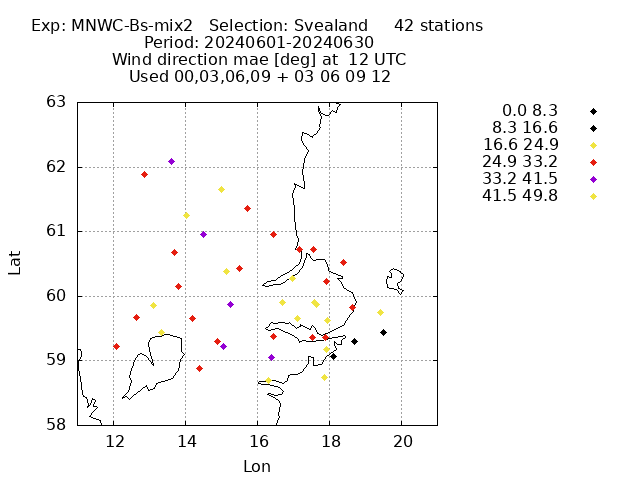 Exp: MNWC-Bs-mix2   Selection: Svealand     42 stations
Period: 20240601-20240630
Wind direction mae [deg] at  12 UTC
Used 00,03,06,09 + 03 06 09 12
0.0 8.3
8.3 16.6
16.6 24.9
24.9 33.2
33.2 41.5
41.5 49.8
63
62
61
60
59
58
Lat
12 14 16 18 20
Lon